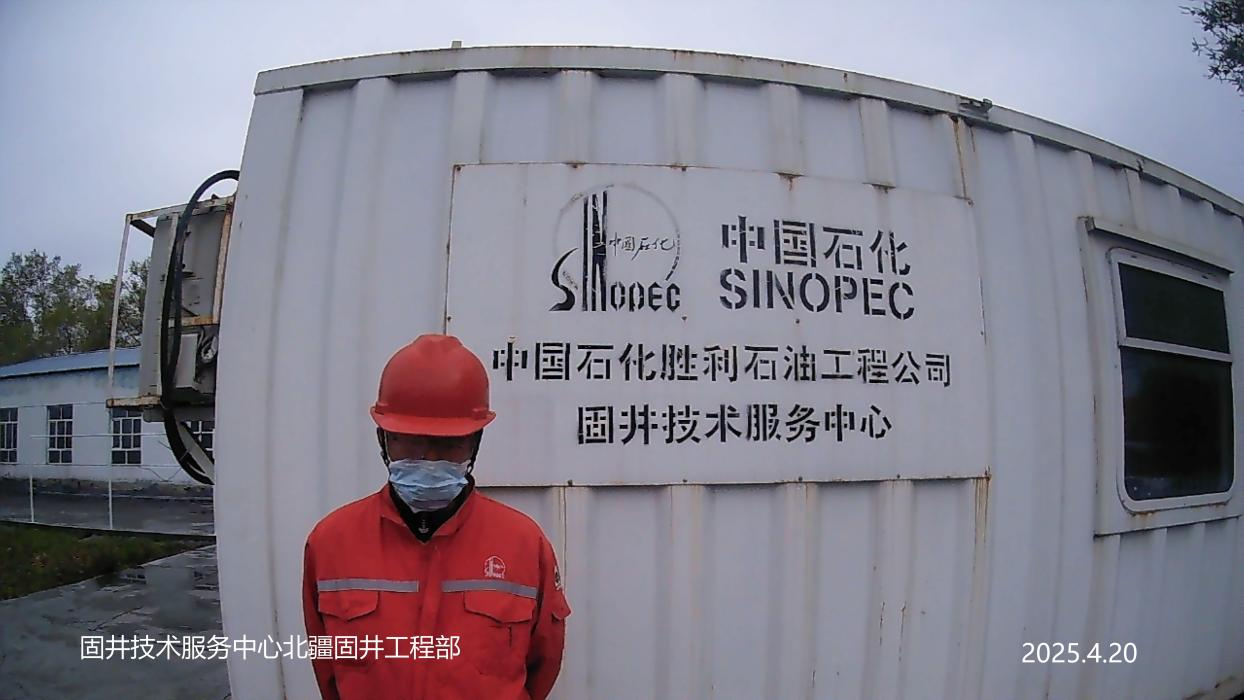 中国石化
SINOPEC
中国石化
SINOPEC
中国石化胜利石油工程公司
固井技术服务中心
SINOPEC
固井技术服务中心北疆固井工程部
2025.4.20